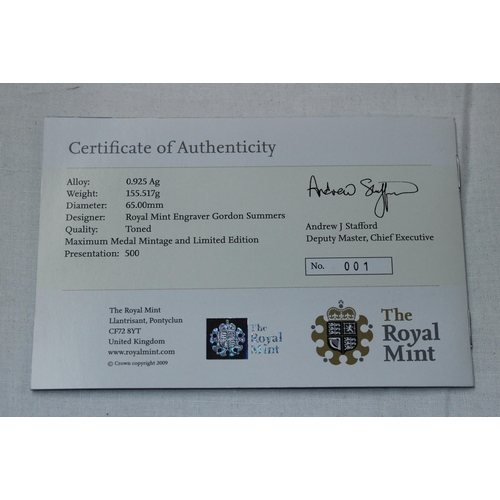 Certificate of Authenticity
Alloy: 0.925 Ag
Weight: 155.517g
Diameter: 65.00mm
Designer: Royal Mint Engraver Gordon Summers
Quality: Toned
Maximum Medal Mintage and Limited Edition
Presentation: 500
Andrew Stafford
Andrew J Stafford
Deputy Master, Chief Executive
No. 001
The Royal Mint
Llantrisant, Pontyclun
CF72 8YT
United Kingdom
www.royalmint.com
© Crown copyright 2009
The
Royal
Mint
The
Royal
Mint